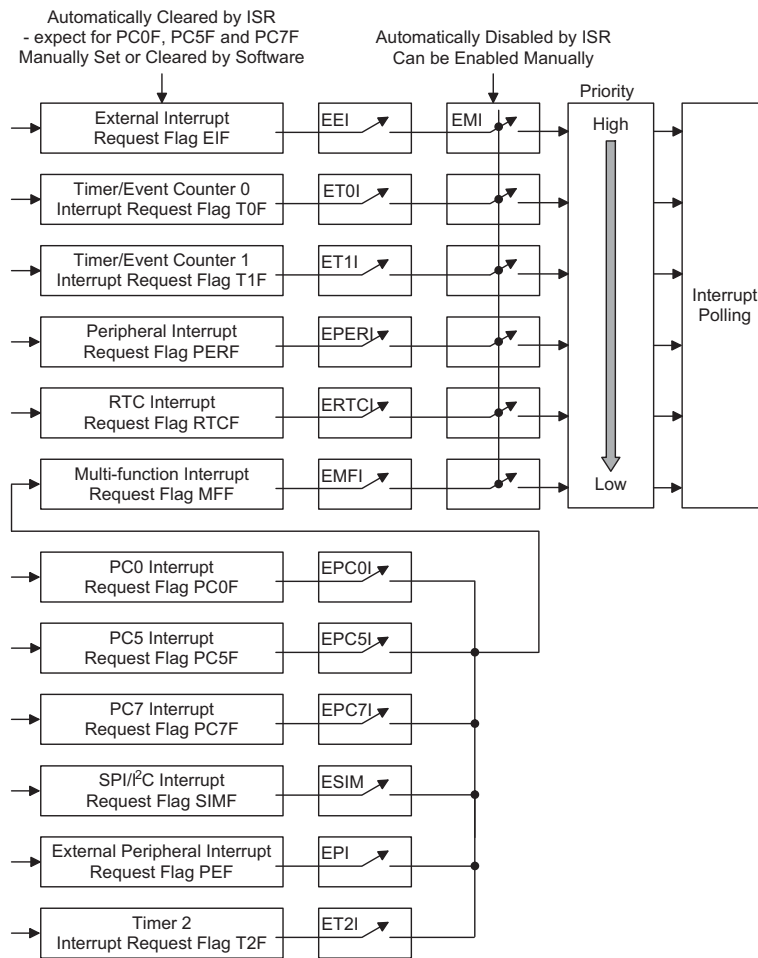 Automatically Cleared by ISR
- expect for PC0F, PC5F and PC7F
Manually Set or Cleared by Software
Automatically Disabled by ISR
Can be Enabled Manually
Priority
External Interrupt
Request Flag EIF
EEI
EMI
High
Timer/Event Counter 0
Interrupt Request Flag T0F
ET0I
Timer/Event Counter 1
Interrupt Request Flag T1F
ET1I
Interrupt
Polling
Peripheral Interrupt
Request Flag PERF
EPERI
RTC Interrupt
Request Flag RTCF
ERTCI
Multi-function Interrupt
Request Flag MFF
EMFI
Low
PC0 Interrupt
Request Flag PC0F
EPC0I
PC5 Interrupt
Request Flag PC5F
EPC5I
PC7 Interrupt
Request Flag PC7F
EPC7I
SPI/I²C Interrupt
Request Flag SIMF
ESIM
External Peripheral Interrupt
Request Flag PEF
EPI
Timer 2
Interrupt Request Flag T2F
ET2I